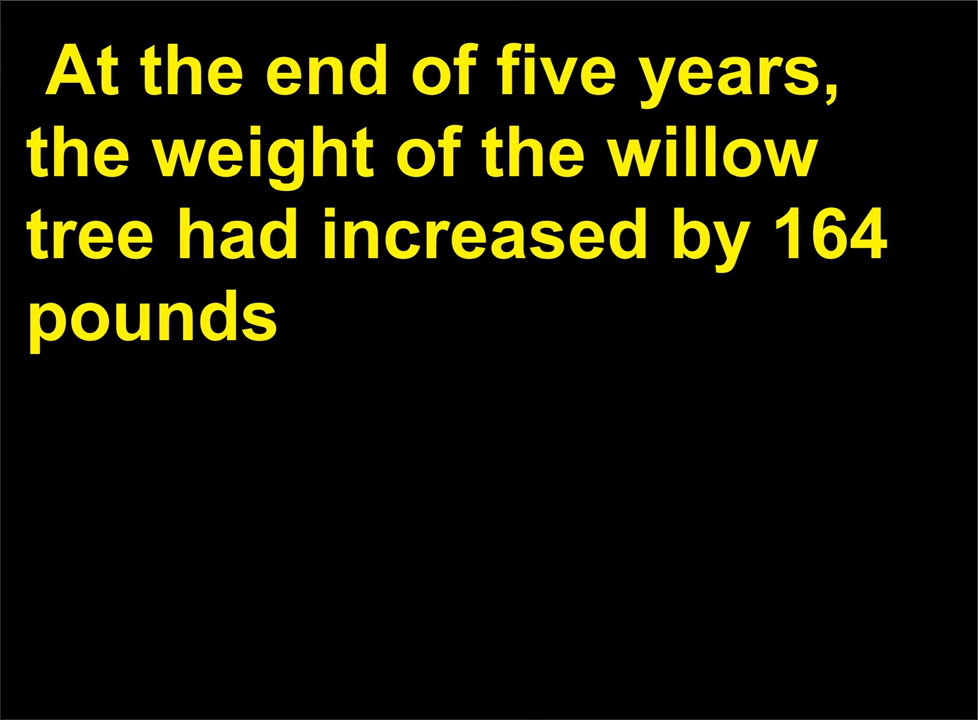 At the end of five years,
the weight of the willow
tree had increased by 164
pounds